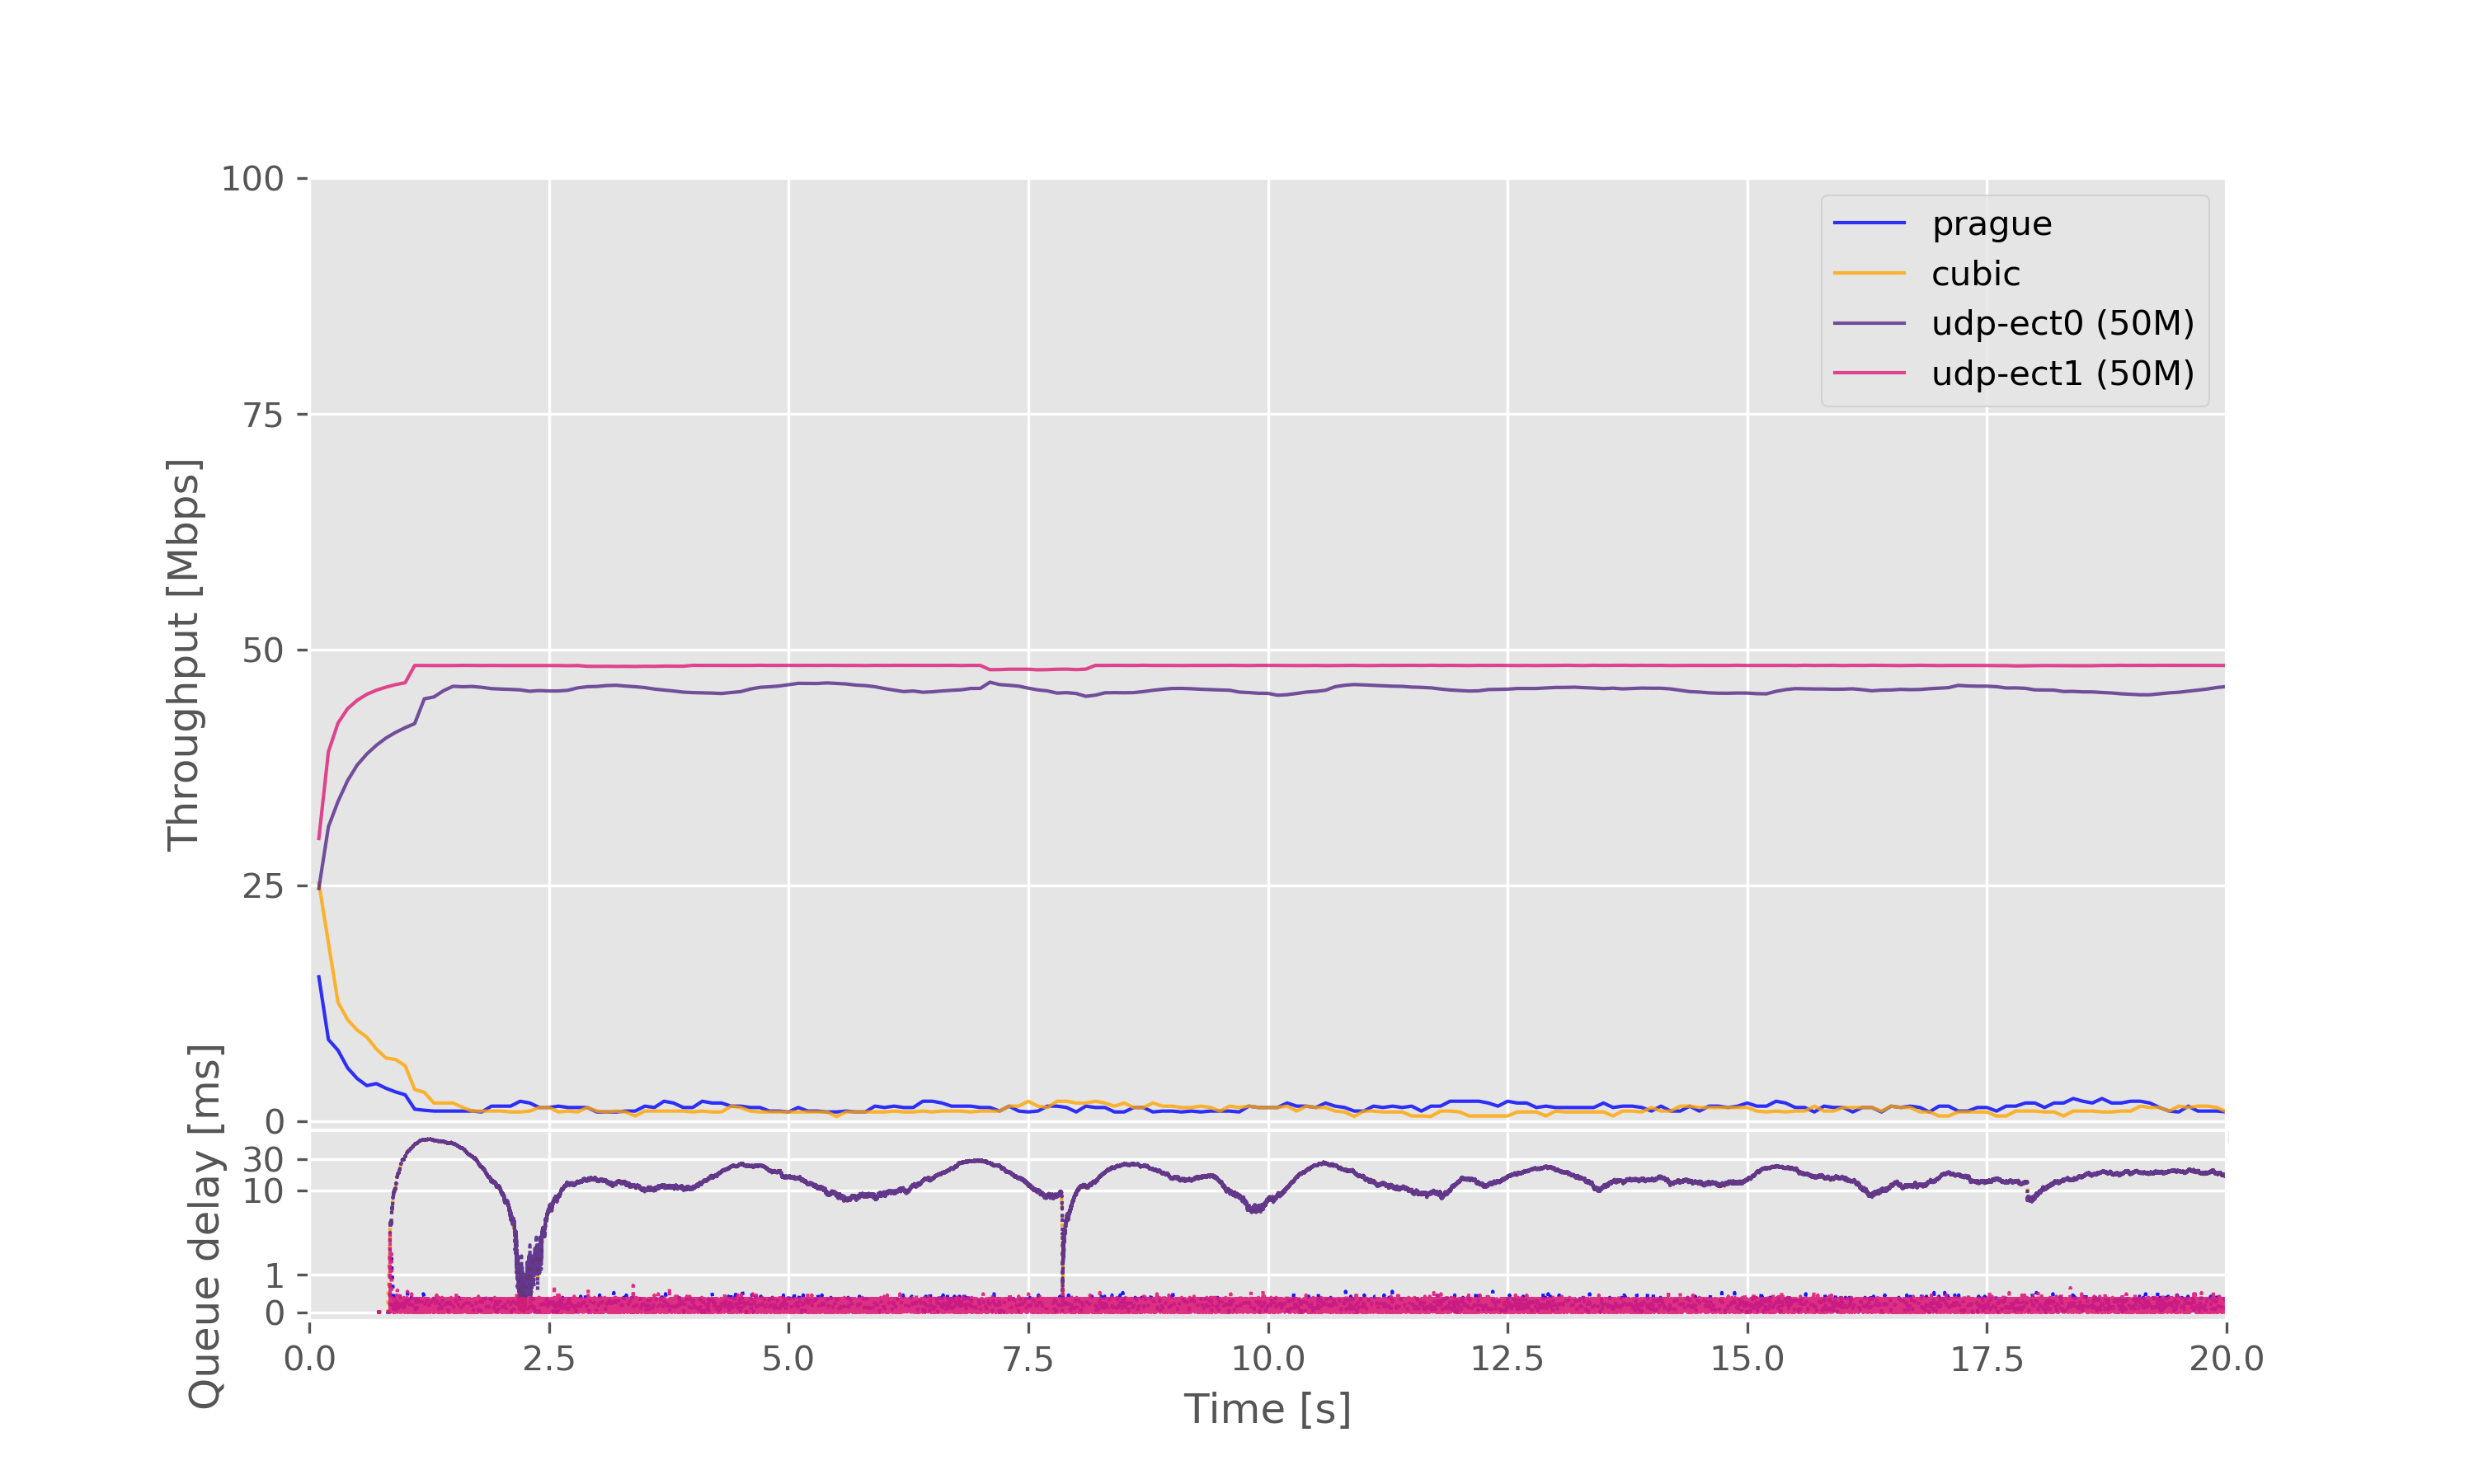 100
75
50
25
0
Throughput [Mbps]
prague
cubic
udp-ect0 (50M)
udp-ect1 (50M)
30
10
1
0
Queue delay [ms]
0.0 2.5 5.0 7.5 10.0 12.5 15.0 17.5 20.0
Time [s]